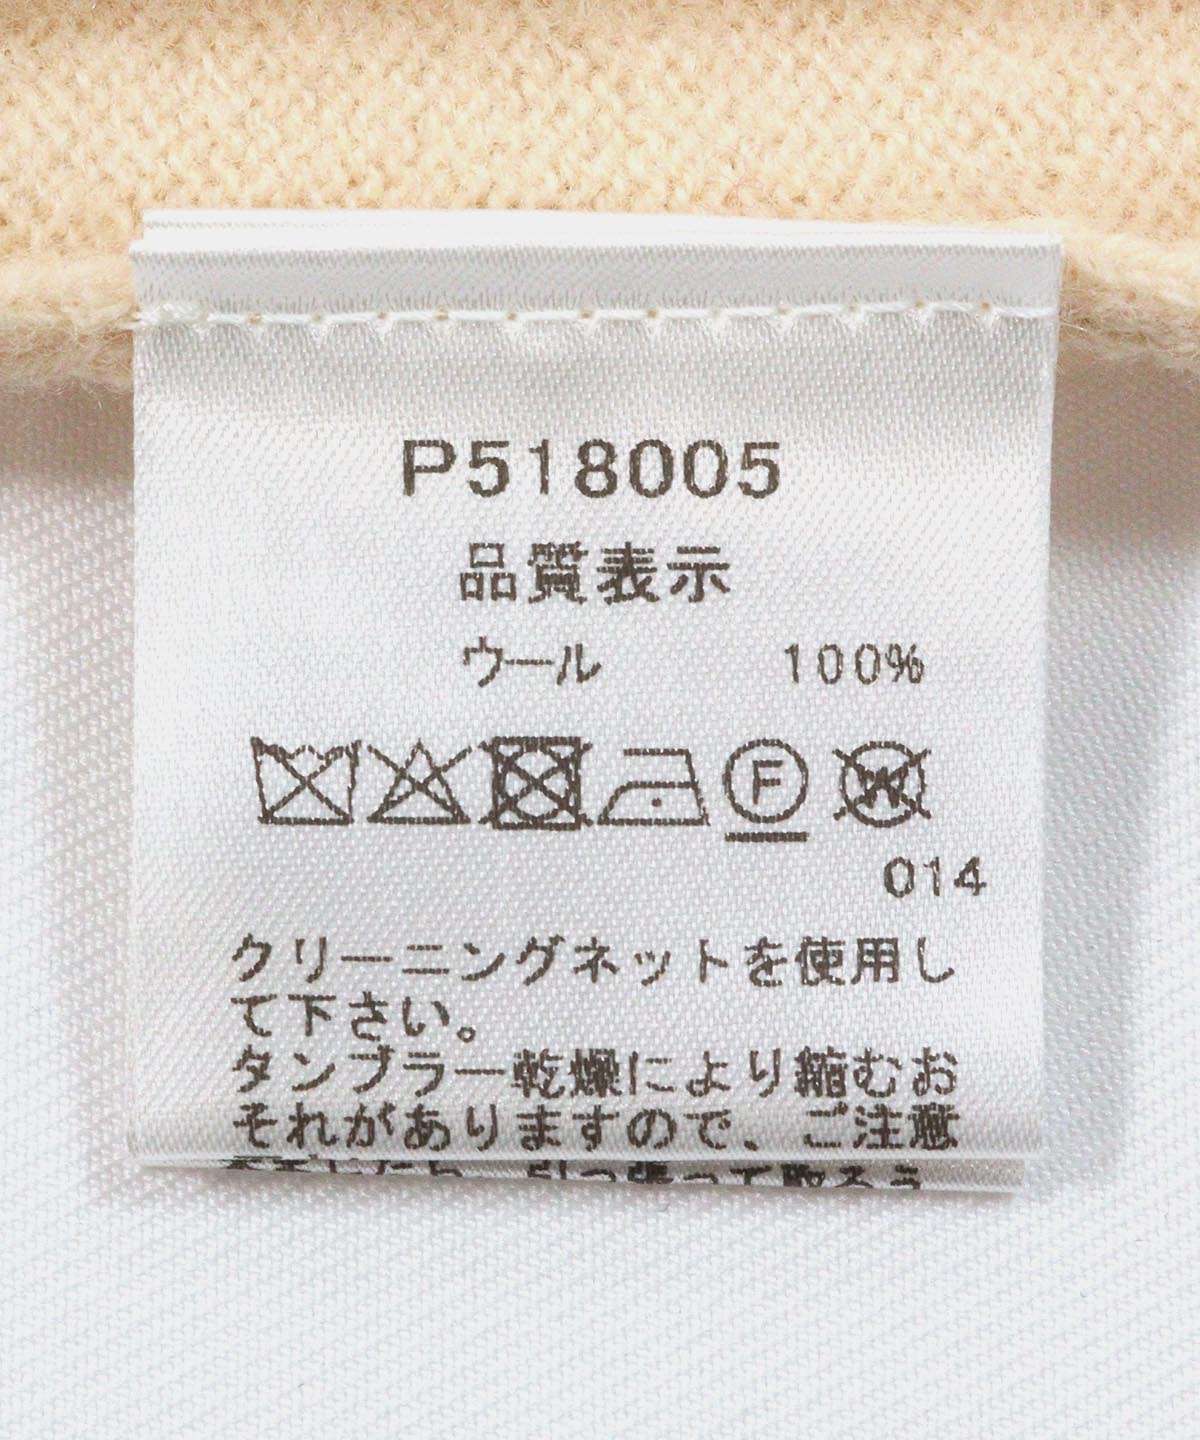 P518005
品質表示
ウール 100%
F W
014
クリーニングネットを使用し
て下さい。
タンブラー乾燥により縮むお
それがありますので、ご注意